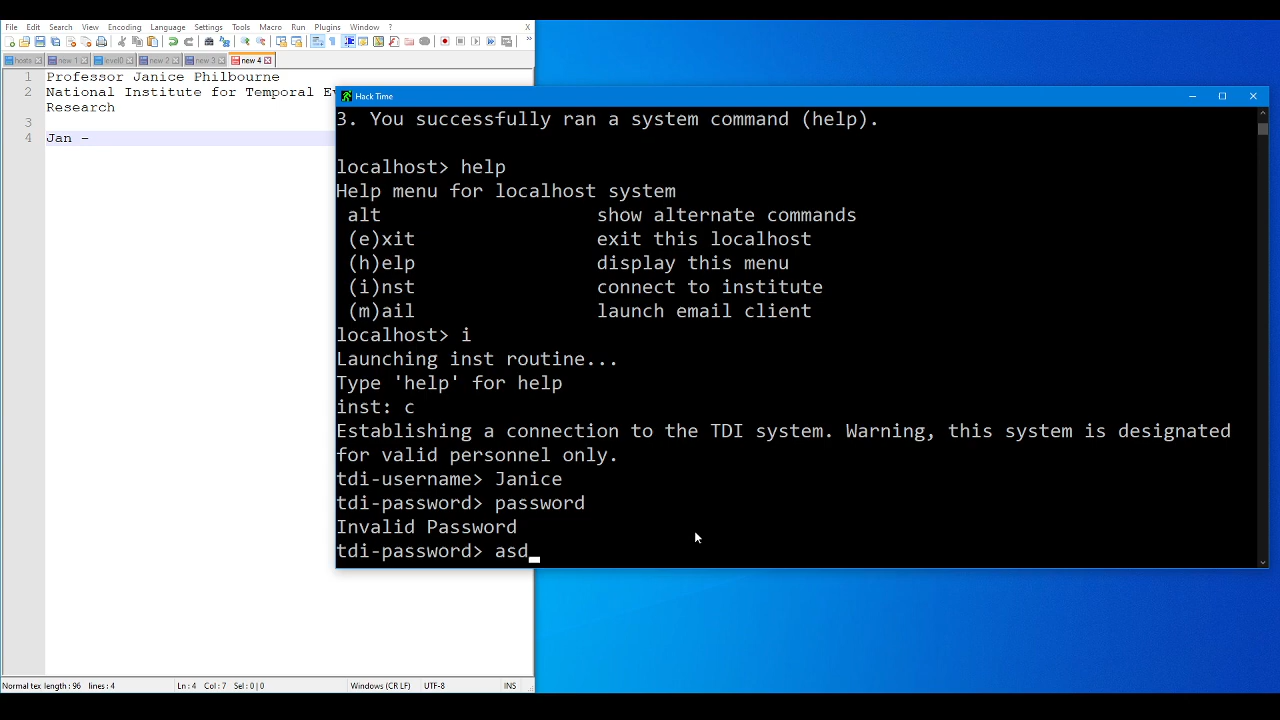 File Edit Search View Encoding Language Settings Tools Macro Run Plugins Window ? X
hosts new 1 level0 new 2 new 3 new 4
1 Professor Janice Philbourne
2 National Institute for Temporal Ev
Research
3
4 Jan -
Normal tex length : 96 lines : 4 Ln : 4 Col : 7 Sel : 0 | 0 Windows (CR LF) UTF-8 INS
Hack Time
3. You successfully ran a system command (help).
localhost> help
Help menu for localhost system
alt show alternate commands
(e)xit exit this localhost
(h)elp display this menu
(i)nst connect to institute
(m)ail launch email client
localhost> i
Launching inst routine...
Type 'help' for help
inst: c
Establishing a connection to the TDI system. Warning, this system is designated
for valid personnel only.
tdi-username> Janice
tdi-password> password
Invalid Password
tdi-password> asd_